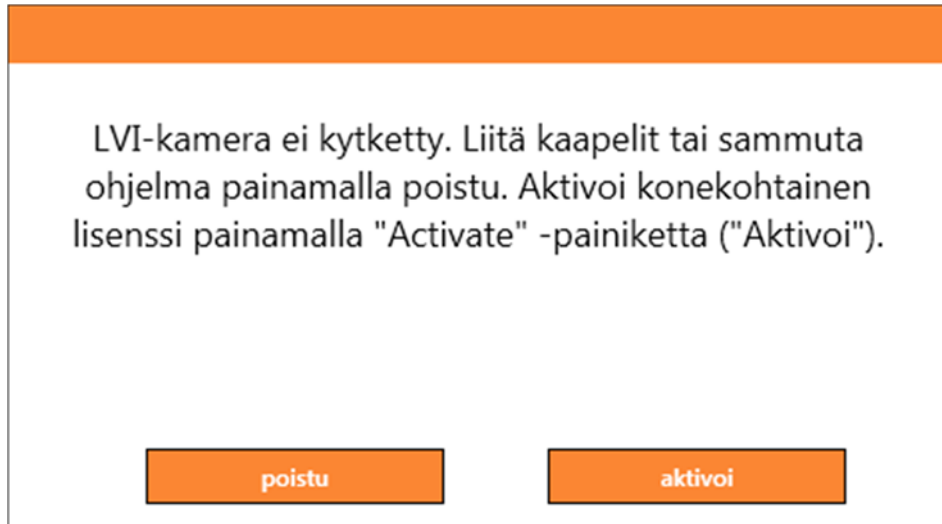 LVI-kamera ei kytketty. Liitä kaapelit tai sammuta
ohjelma painamalla poistu. Aktivoi konekohtainen
lisenssi painamalla "Activate" -painiketta ("Aktivoi").
poistu
aktivoi